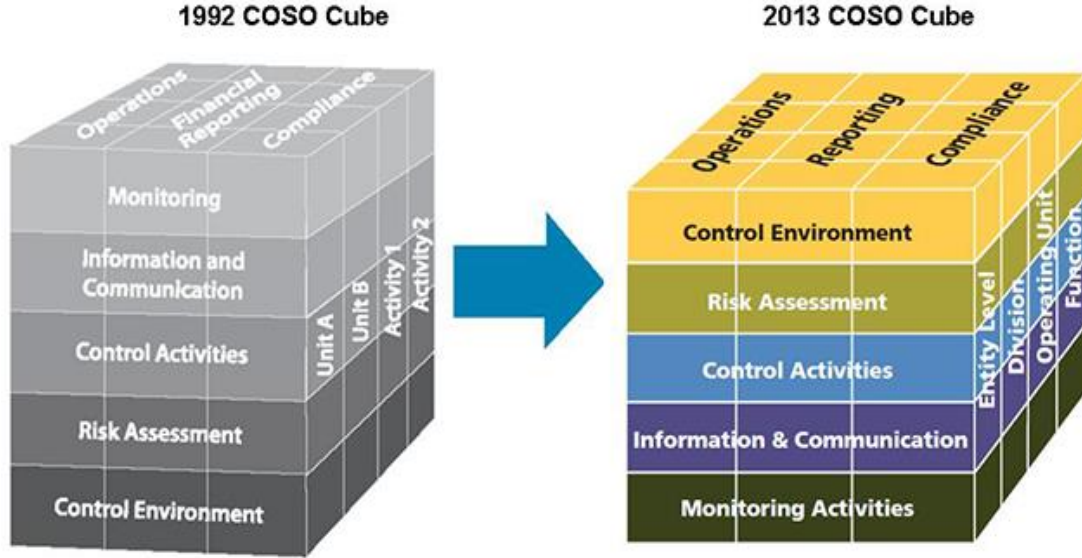 1992 COSO Cube
Operations
Financial
Reporting
Compliance
Monitoring
Information and
Communication
Control Activities
Risk Assessment
Control Environment
Unit A
Unit B
Activity 1
Activity 2
2013 COSO Cube
Operations
Reporting
Compliance
Control Environment
Risk Assessment
Control Activities
Information & Communication
Monitoring Activities
Entity Level
Division
Operating Unit
Function